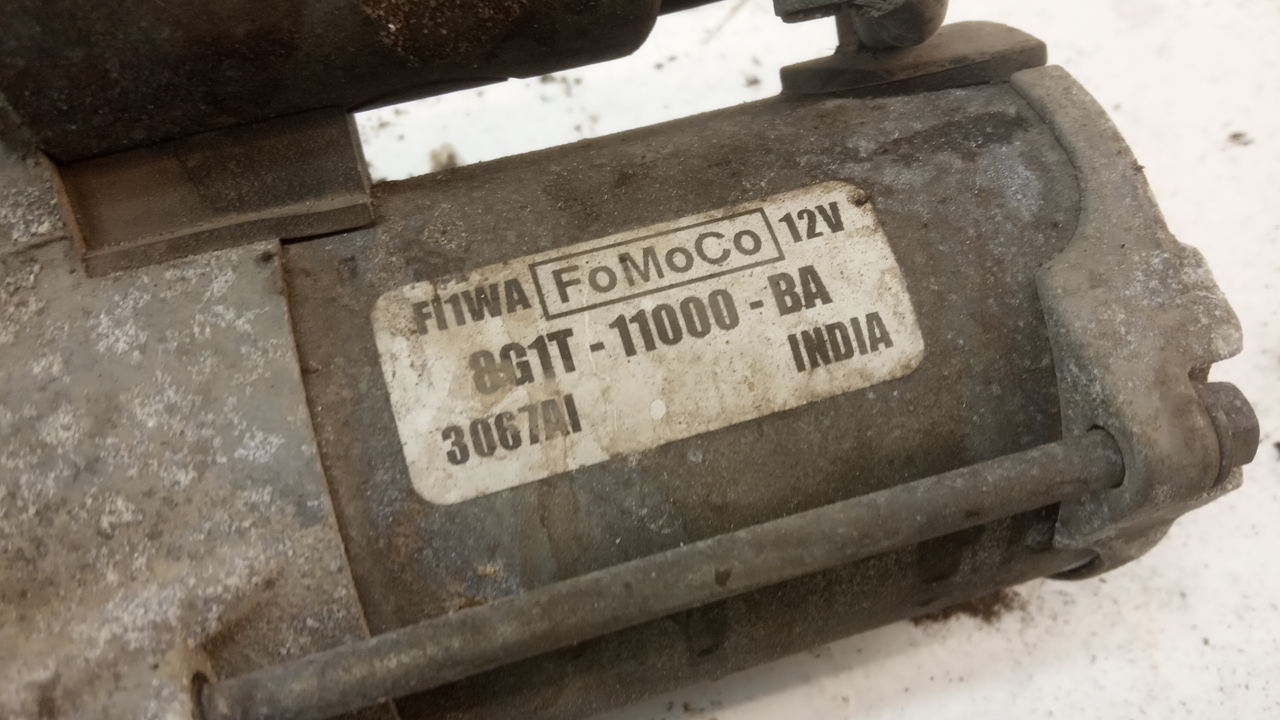 FI1WA FoMoCo 12V
8G1T - 11000 - BA
INDIA
3067AI